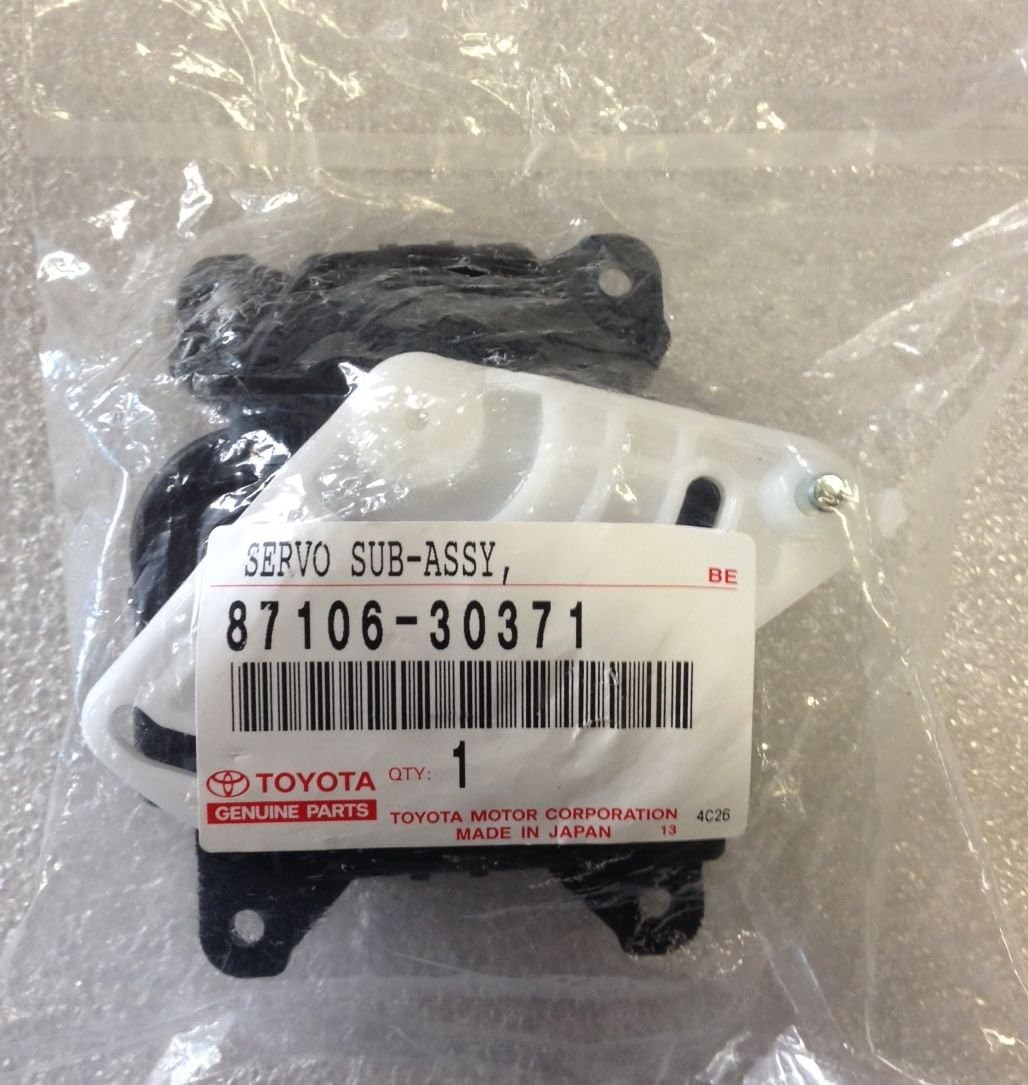 SERVO SUB-ASSY,
BE
87106-30371
QTY: 1
TOYOTA
GENUINE PARTS
TOYOTA MOTOR CORPORATION 4C26
MADE IN JAPAN 13